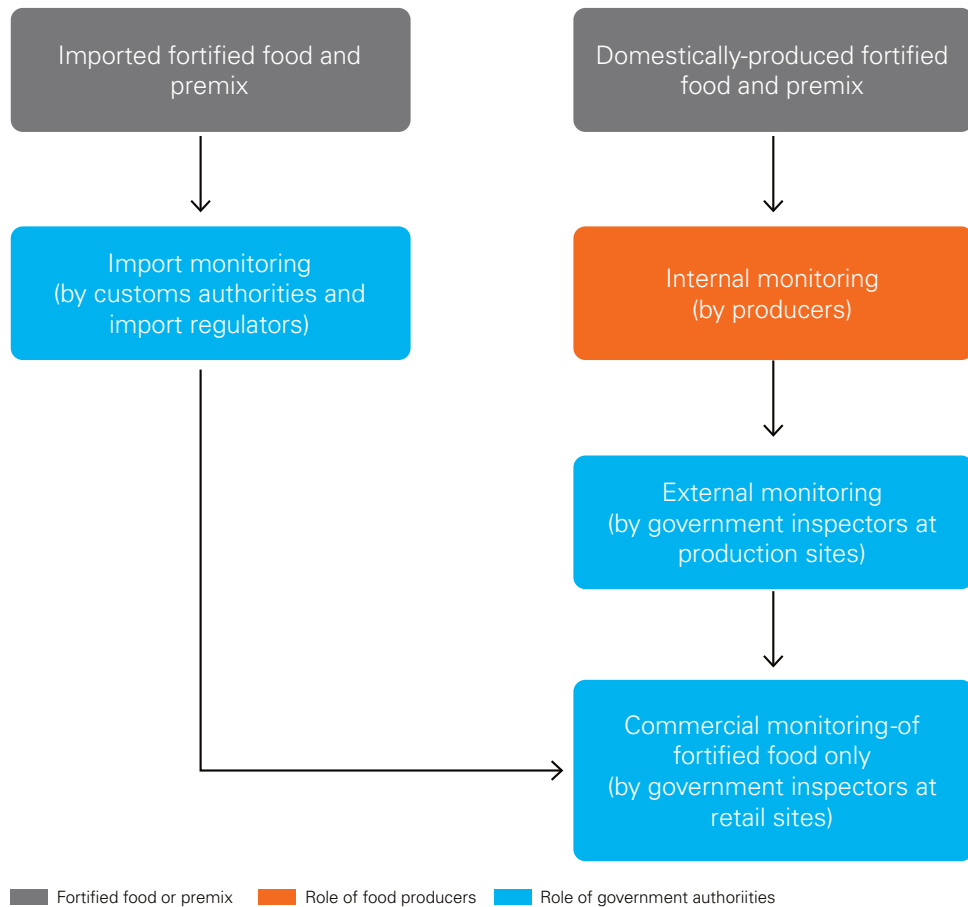 Imported fortified food and
premix
Domestically-produced fortified
food and premix
Import monitoring
(by customs authorities and
import regulators)
Internal monitoring
(by producers)
External monitoring
(by government inspectors at
production sites)
Commercial monitoring-of
fortified food only
(by government inspectors at
retail sites)
Fortified food or premix
Role of food producers
Role of government authoriities